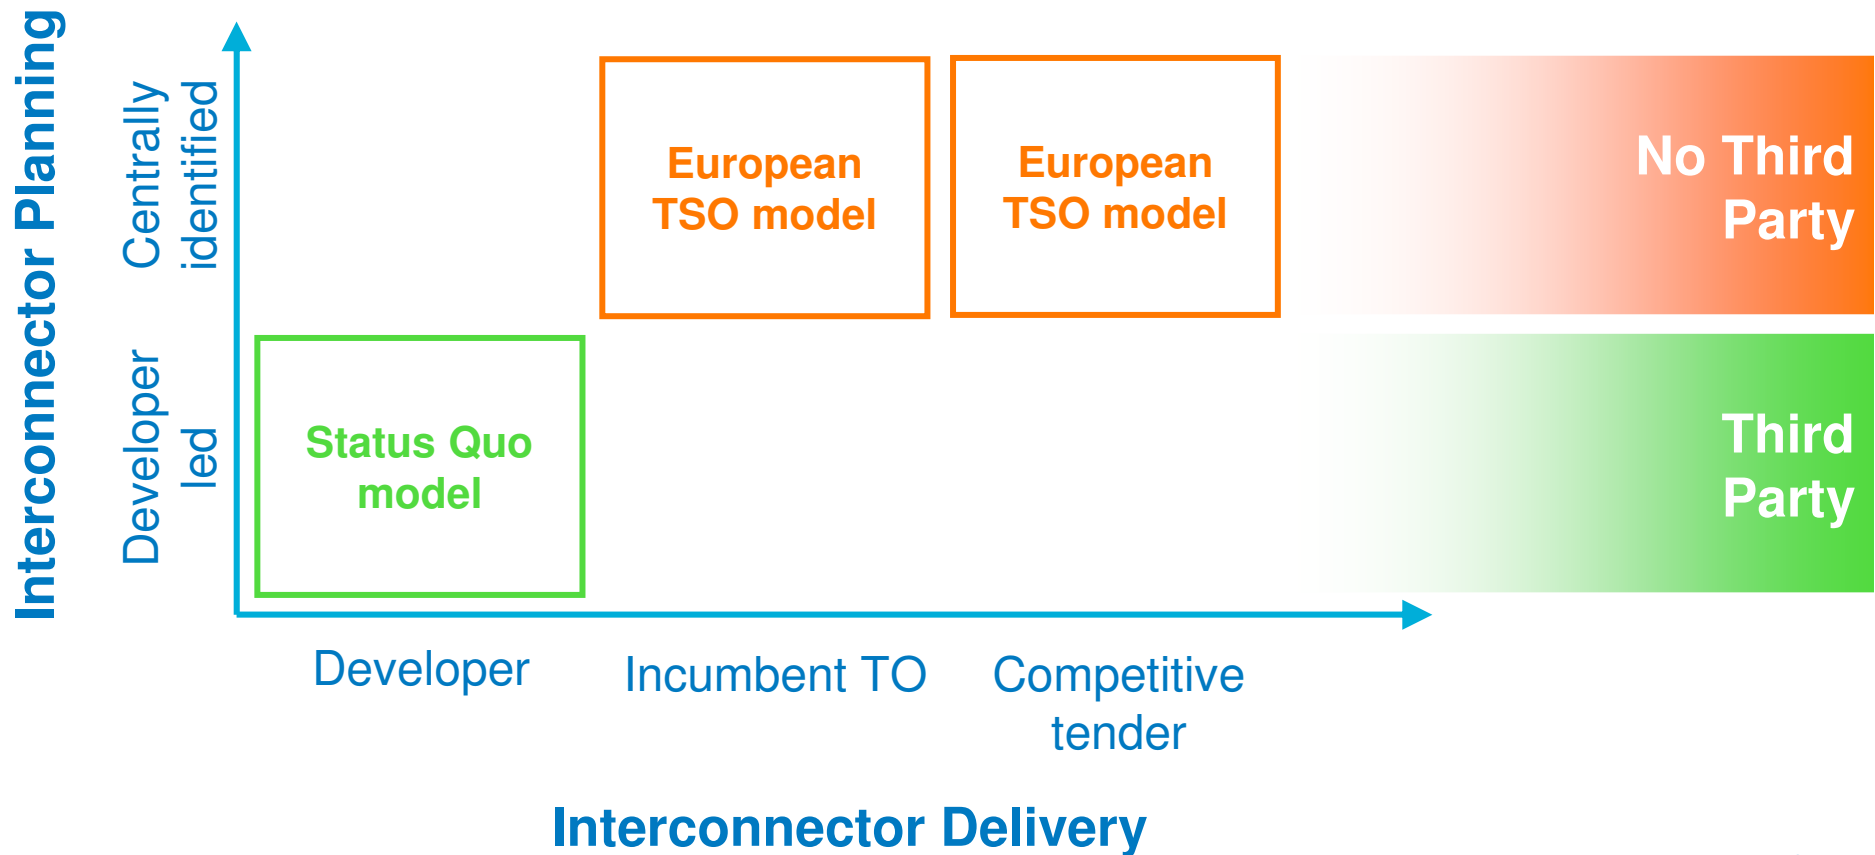 Interconnector Planning
Centrally
identified
European
TSO model
European
TSO model
No Third
Party
Developer
led
Status Quo
model
Third
Party
Developer
Incumbent TO
Competitive
tender
Interconnector Delivery